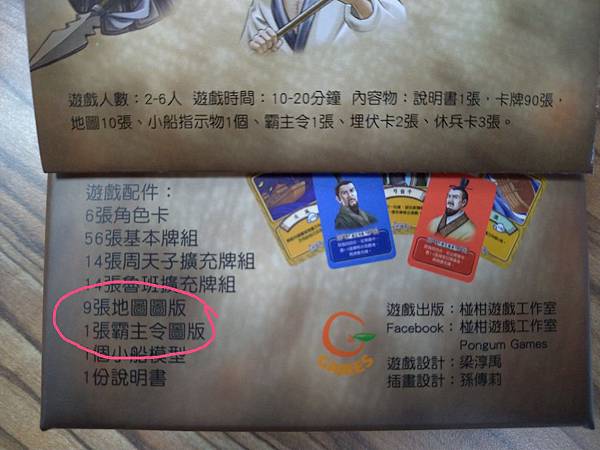 遊戲人數：2-6人 遊戲時間：10-20分鐘 內容物：說明書1張，卡牌90張，
地圖10張、小船指示物1個、霸主令1張、埋伏卡2張、休兵卡3張。
遊戲配件：
6張角色卡
56張基本牌組
14張周天子擴充牌組
14張魯班擴充牌組
9張地圖圖版
1張霸主令圖版
1個小船模型
1份說明書
GAMES
遊戲出版：椪柑遊戲工作室
Facebook：椪柑遊戲工作室
Pongum Games
遊戲設計：梁淳禹
插畫設計：孫傳莉